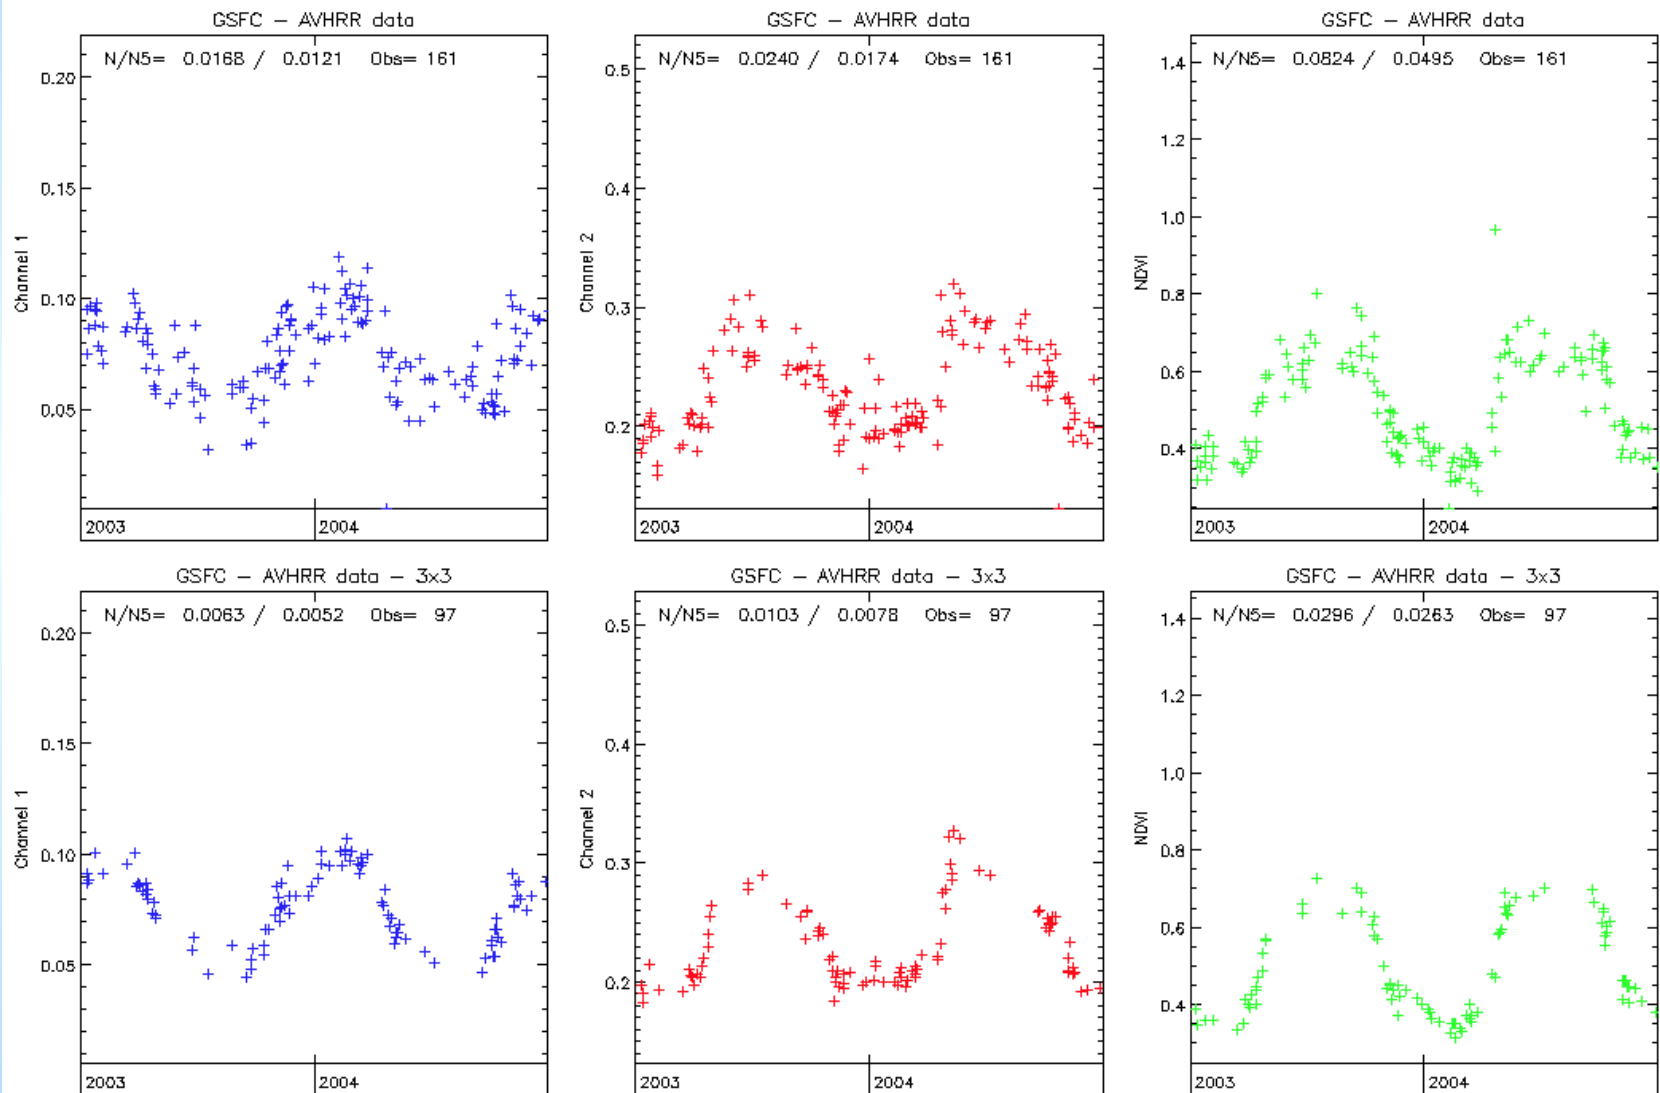 GSFC – AVHRR data
N/N5= 0.0168 / 0.0121 Obs= 161
Channel 1
0.20
0.15
0.10
0.05
2003
2004
GSFC – AVHRR data
N/N5= 0.0240 / 0.0174 Obs= 161
Channel 2
0.5
0.4
0.3
0.2
2003
2004
GSFC – AVHRR data
N/N5= 0.0824 / 0.0495 Obs= 161
NDVI
1.4
1.2
1.0
0.8
0.6
0.4
2003
2004
GSFC – AVHRR data – 3x3
N/N5= 0.0063 / 0.0052 Obs= 97
Channel 1
0.20
0.15
0.10
0.05
2003
2004
GSFC – AVHRR data – 3x3
N/N5= 0.0103 / 0.0078 Obs= 97
Channel 2
0.5
0.4
0.3
0.2
2003
2004
GSFC – AVHRR data – 3x3
N/N5= 0.0296 / 0.0263 Obs= 97
NDVI
1.4
1.2
1.0
0.8
0.6
0.4
2003
2004